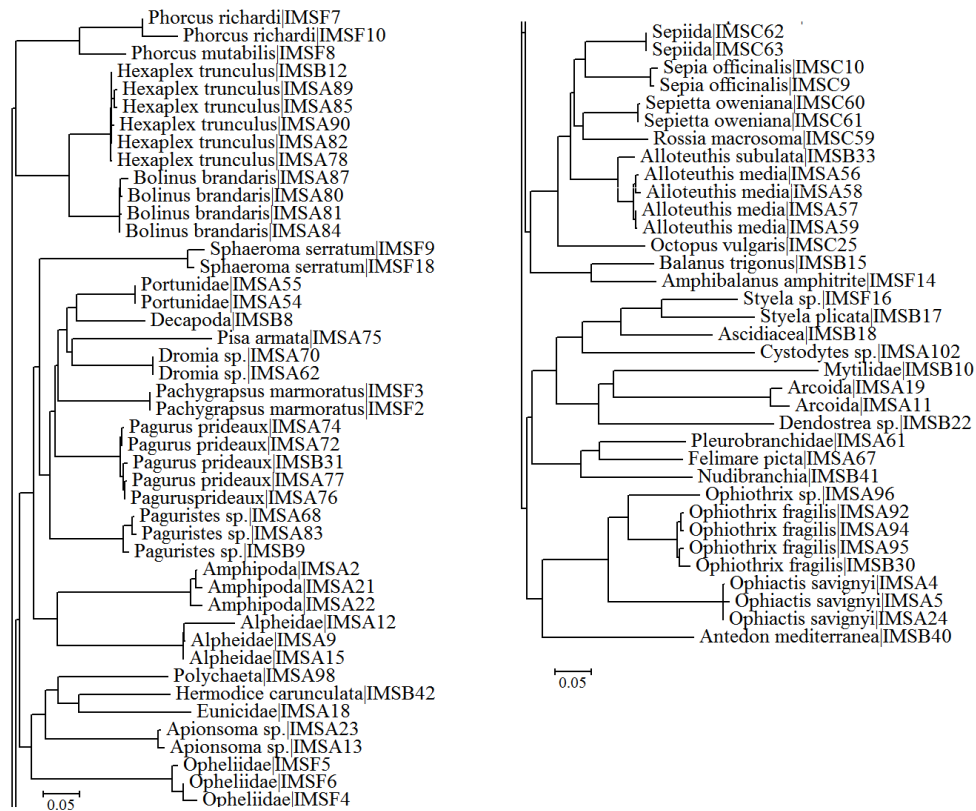 Phorcus richardi|IMSF7
Phorcus richardi|IMSF10
Phorcus mutabilis|IMSF8
Hexaplex trunculus|IMSB12
Hexaplex trunculus|IMSA89
Hexaplex trunculus|IMSA85
Hexaplex trunculus|IMSA90
Hexaplex trunculus|IMSA82
Hexaplex trunculus|IMSA78
Bolinus brandaris|IMSA87
Bolinus brandaris|IMSA80
Bolinus brandaris|IMSA81
Bolinus brandaris|IMSA84
Sphaeroma serratum|IMSF9
Sphaeroma serratum|IMSF18
Portunidae|IMSA55
Portunidae|IMSA54
Decapoda|IMSB8
Pisa armata|IMSA75
Dromia sp.|IMSA70
Dromia sp.|IMSA62
Pachygrapsus marmoratus|IMSF3
Pachygrapsus marmoratus|IMSF2
Pagurus prideaux|IMSA74
Pagurus prideaux|IMSA72
Pagurus prideaux|IMSB31
Pagurus prideaux|IMSA77
Pagurusprideaux|IMSA76
Paguristes sp.|IMSA68
Paguristes sp.|IMSA83
Paguristes sp.|IMSB9
Amphipoda|IMSA2
Amphipoda|IMSA21
Amphipoda|IMSA22
Alpheidae|IMSA12
Alpheidae|IMSA9
Alpheidae|IMSA15
Polychaeta|IMSA98
Hermodice carunculata|IMSB42
Eunicidae|IMSA18
Apionsoma sp.|IMSA23
Apionsoma sp.|IMSA13
Opheliidae|IMSF5
Opheliidae|IMSF6
Opheliidae|IMSF4
0.05
Sepiida|IMSC62
Sepiida|IMSC63
Sepia officinalis|IMSC10
Sepia officinalis|IMSC9
Sepietta oweniana|IMSC60
Sepietta oweniana|IMSC61
Rossia macrosoma|IMSC59
Alloteuthis subulata|IMSB33
Alloteuthis media|IMSA56
Alloteuthis media|IMSA58
Alloteuthis media|IMSA57
Alloteuthis media|IMSA59
Octopus vulgaris|IMSC25
Balanus trigonus|IMSB15
Amphibalanus amphitrite|IMSF14
Styela sp.|IMSF16
Styela plicata|IMSB17
Ascidiacea|IMSB18
Cystodytes sp.|IMSA102
Mytilidae|IMSB10
Arcoida|IMSA19
Arcoida|IMSA11
Dendostrea sp.|IMSB22
Pleurobranchidae|IMSA61
Felimare picta|IMSA67
Nudibranchia|IMSB41
Ophiothrix sp.|IMSA96
Ophiothrix fragilis|IMSA92
Ophiothrix fragilis|IMSA94
Ophiothrix fragilis|IMSA95
Ophiothrix fragilis|IMSB30
Ophiactis savignyi|IMSA4
Ophiactis savignyi|IMSA5
Ophiactis savignyi|IMSA24
Antedon mediterranea|IMSB40
0.05